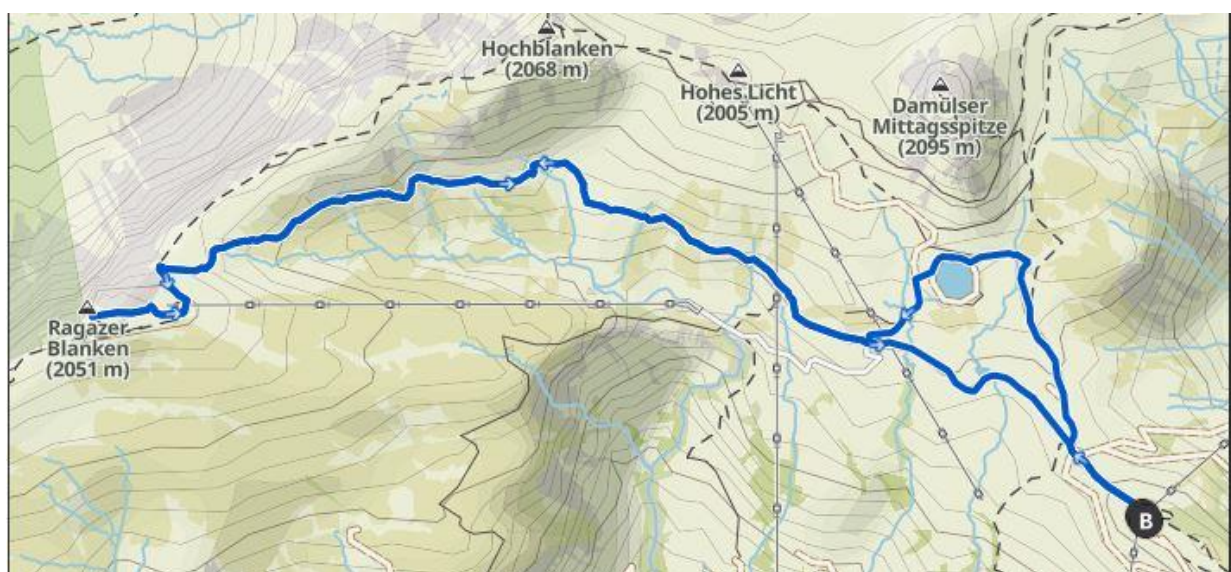 Hochblanken
(2068 m)
Hohes Licht
(2005 m)
Damülser
Mittagsspitze
(2095 m)
Ragazer
Blanken
(2051 m)
B